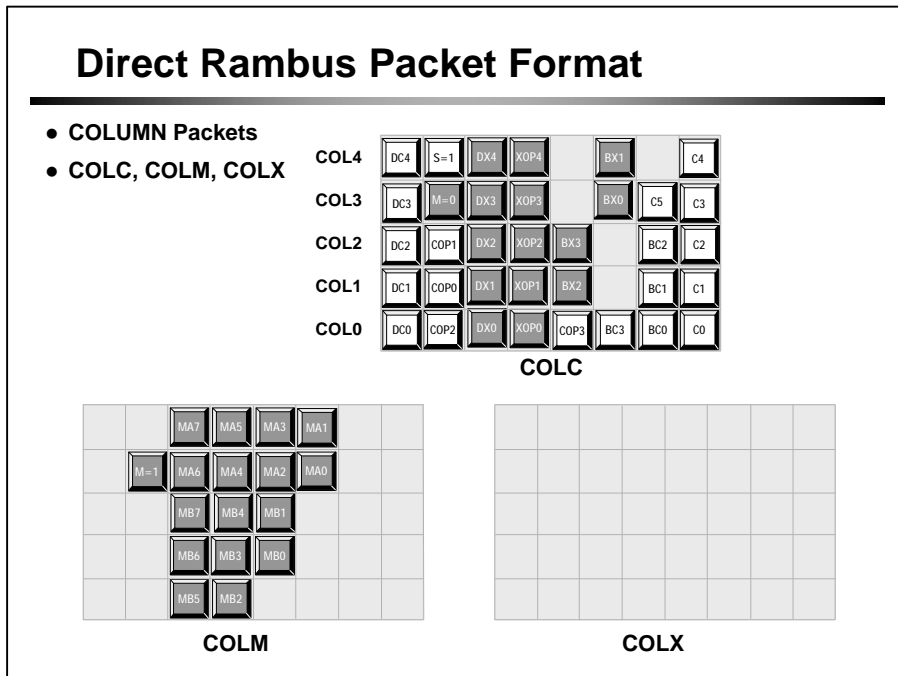 Direct Rambus Packet Format
● COLUMN Packets
● COLC, COLM, COLX
COL4 DC4 S=1 DX4 XOP4 BX1 C4
COL3 DC3 M=0 DX3 XOP3 BX0 C5 C3
COL2 DC2 COP1 DX2 XOP2 BX3 BC2 C2
COL1 DC1 COP0 DX1 XOP1 BX2 BC1 C1
COL0 DC0 COP2 DX0 XOP0 COP3 BC3 BC0 C0
COLC
MA7 MA5 MA3 MA1
M=1 MA6 MA4 MA2 MA0
MB7 MB4 MB1
MB6 MB3 MB0
MB5 MB2
COLM
COLX